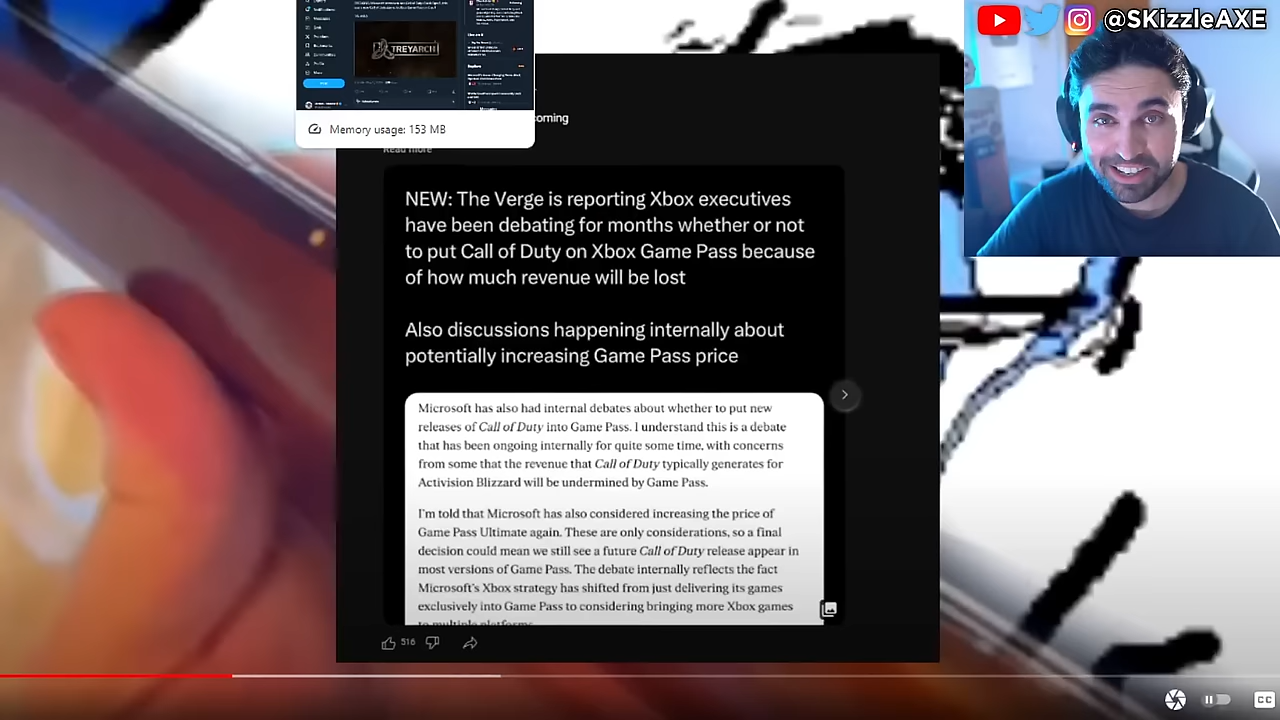 @SKizzleAXE
TREYARCH
coming
Memory usage: 153 MB
Read more
NEW: The Verge is reporting Xbox executives
have been debating for months whether or not
to put Call of Duty on Xbox Game Pass because
of how much revenue will be lost
Also discussions happening internally about
potentially increasing Game Pass price
Microsoft has also had internal debates about whether to put new
releases of Call of Duty into Game Pass. I understand this is a debate
that has been ongoing internally for quite some time, with concerns
from some that the revenue that Call of Duty typically generates for
Activision Blizzard will be undermined by Game Pass.
I'm told that Microsoft has also considered increasing the price of
Game Pass Ultimate again. These are only considerations, so a final
decision could mean we still see a future Call of Duty release appear in
most versions of Game Pass. The debate internally reflects the fact
Microsoft's Xbox strategy has shifted from just delivering its games
exclusively into Game Pass to considering bringing more Xbox games
to multiple platforms.
516
CC